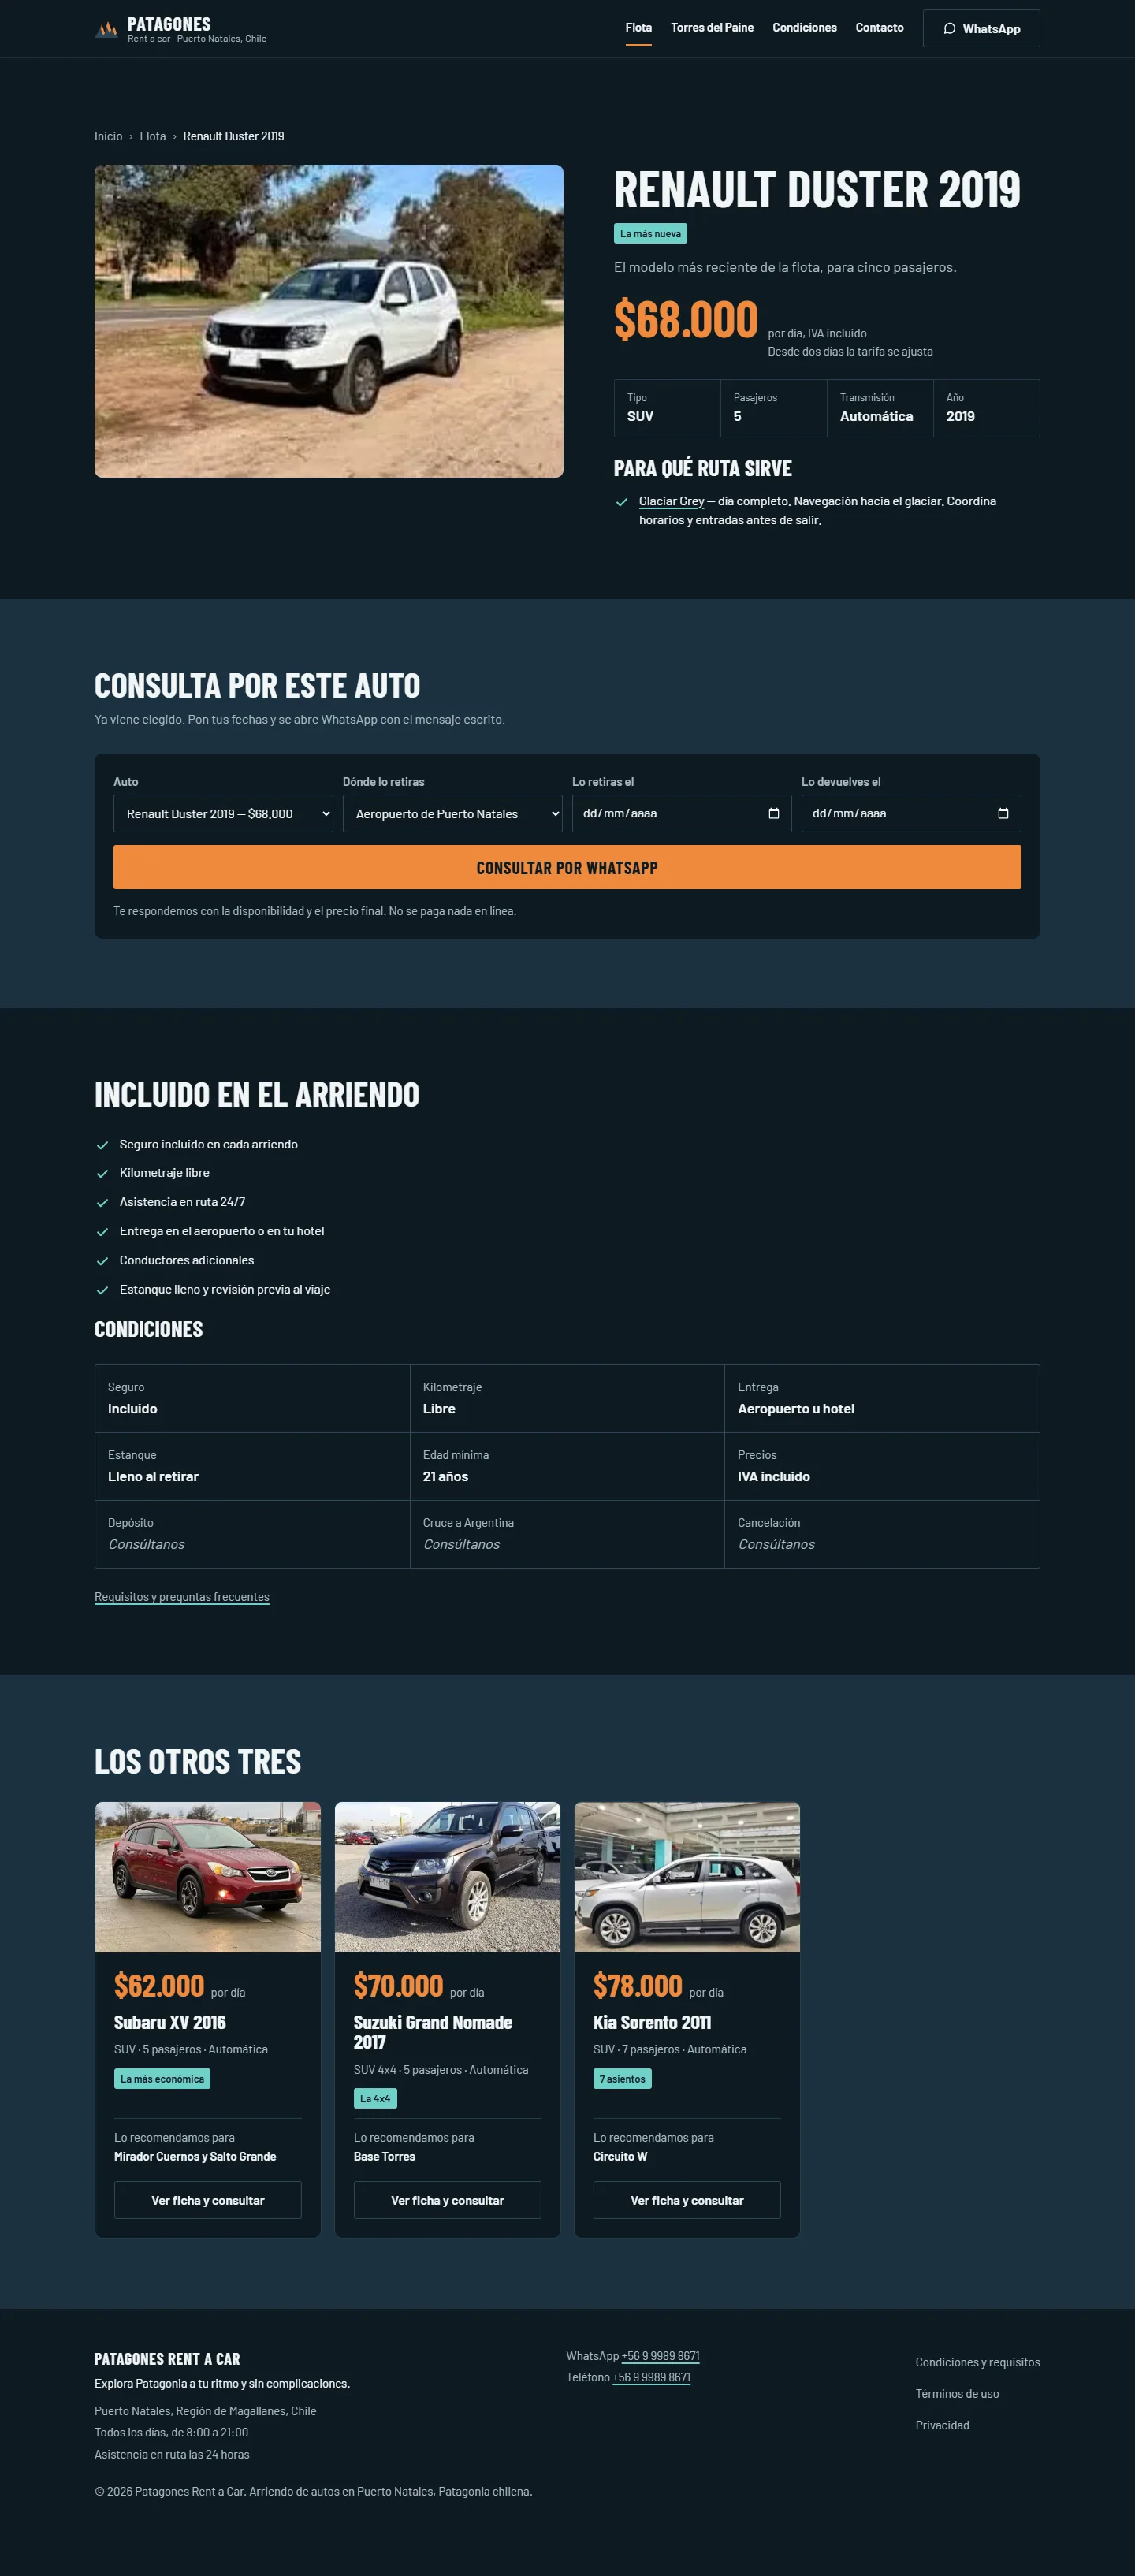 PATAGONES
Rent a car · Puerto Natales, Chile
Flota
Torres del Paine
Condiciones
Contacto
WhatsApp
Inicio › Flota › Renault Duster 2019
RENAULT DUSTER 2019
La más nueva
El modelo más reciente de la flota, para cinco pasajeros.
$68.000
por día, IVA incluido
Desde dos días la tarifa se ajusta
Tipo
SUV
Pasajeros
5
Transmisión
Automática
Año
2019
PARA QUÉ RUTA SIRVE
Glaciar Grey — día completo. Navegación hacia el glaciar. Coordina
horarios y entradas antes de salir.
CONSULTA POR ESTE AUTO
Ya viene elegido. Pon tus fechas y se abre WhatsApp con el mensaje escrito.
Auto
Renault Duster 2019 — $68.000
Dónde lo retiras
Aeropuerto de Puerto Natales
Lo retiras el
dd/mm/aaaa
Lo devuelves el
dd/mm/aaaa
CONSULTAR POR WHATSAPP
Te respondemos con la disponibilidad y el precio final. No se paga nada en línea.
INCLUIDO EN EL ARRIENDO
Seguro incluido en cada arriendo
Kilometraje libre
Asistencia en ruta 24/7
Entrega en el aeropuerto o en tu hotel
Conductores adicionales
Estanque lleno y revisión previa al viaje
CONDICIONES
Seguro
Incluido
Kilometraje
Libre
Entrega
Aeropuerto u hotel
Estanque
Lleno al retirar
Edad mínima
21 años
Precios
IVA incluido
Depósito
Consúltanos
Cruce a Argentina
Consúltanos
Cancelación
Consúltanos
Requisitos y preguntas frecuentes
LOS OTROS TRES
$62.000 por día
Subaru XV 2016
SUV · 5 pasajeros · Automática
La más económica
Lo recomendamos para
Mirador Cuernos y Salto Grande
Ver ficha y consultar
$70.000 por día
Suzuki Grand Nomade
2017
SUV 4x4 · 5 pasajeros · Automática
La 4x4
Lo recomendamos para
Base Torres
Ver ficha y consultar
$78.000 por día
Kia Sorento 2011
SUV · 7 pasajeros · Automática
7 asientos
Lo recomendamos para
Circuito W
Ver ficha y consultar
PATAGONES RENT A CAR
Explora Patagonia a tu ritmo y sin complicaciones.
Puerto Natales, Región de Magallanes, Chile
Todos los días, de 8:00 a 21:00
Asistencia en ruta las 24 horas
WhatsApp +56 9 9989 8671
Teléfono +56 9 9989 8671
Condiciones y requisitos
Términos de uso
Privacidad
© 2026 Patagones Rent a Car. Arriendo de autos en Puerto Natales, Patagonia chilena.